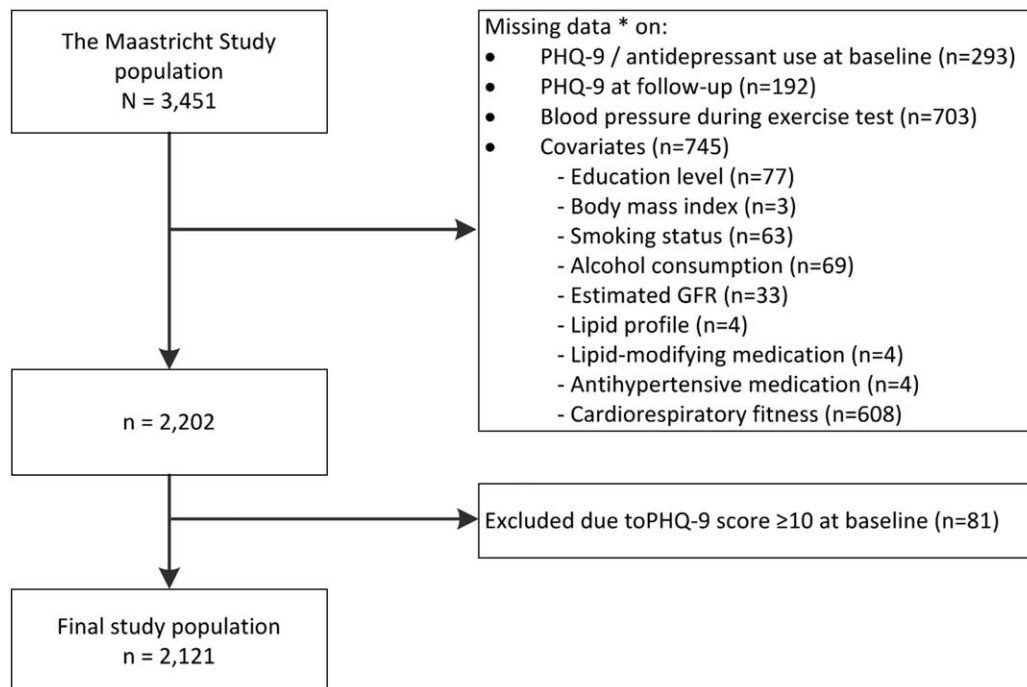 The Maastricht Study
population
N = 3,451
Missing data * on:
• PHQ-9 / antidepressant use at baseline (n=293)
• PHQ-9 at follow-up (n=192)
• Blood pressure during exercise test (n=703)
• Covariates (n=745)
- Education level (n=77)
- Body mass index (n=3)
- Smoking status (n=63)
- Alcohol consumption (n=69)
- Estimated GFR (n=33)
- Lipid profile (n=4)
- Lipid-modifying medication (n=4)
- Antihypertensive medication (n=4)
- Cardiorespiratory fitness (n=608)
n = 2,202
Excluded due toPHQ-9 score ≥10 at baseline (n=81)
Final study population
n = 2,121